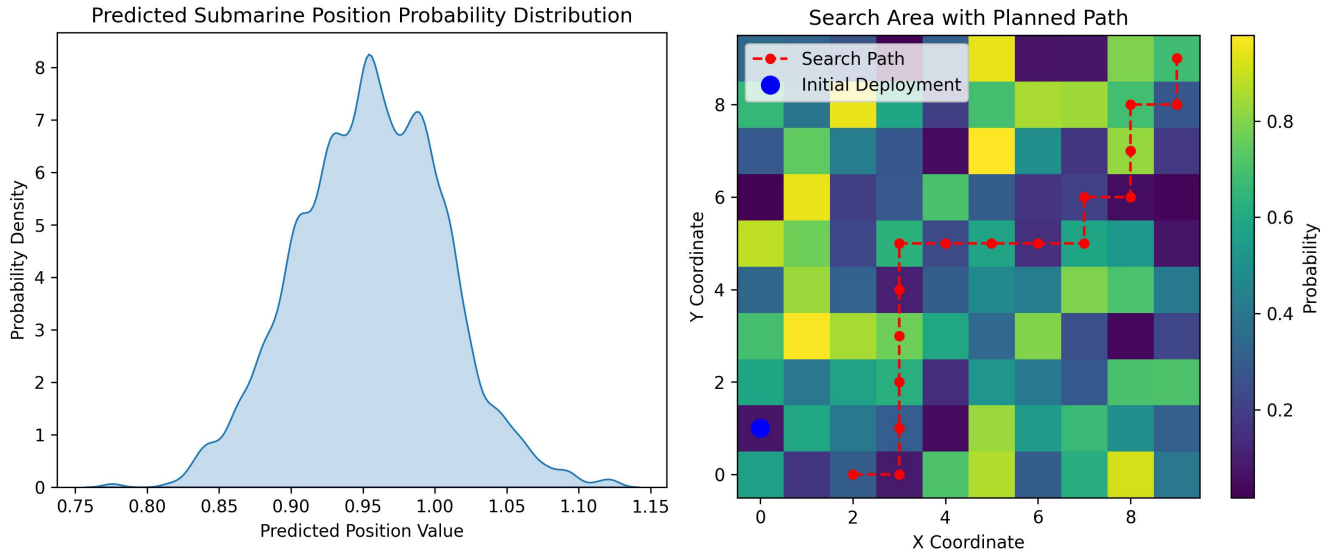 Predicted Submarine Position Probability Distribution
Probability Density
8
7
6
5
4
3
2
1
0
0.75 0.80 0.85 0.90 0.95 1.00 1.05 1.10 1.15
Predicted Position Value
Search Area with Planned Path
Search Path
Initial Deployment
Y Coordinate
8
6
4
2
0
0 2 4 6 8
X Coordinate
0.8
0.6
0.4
0.2
Probability